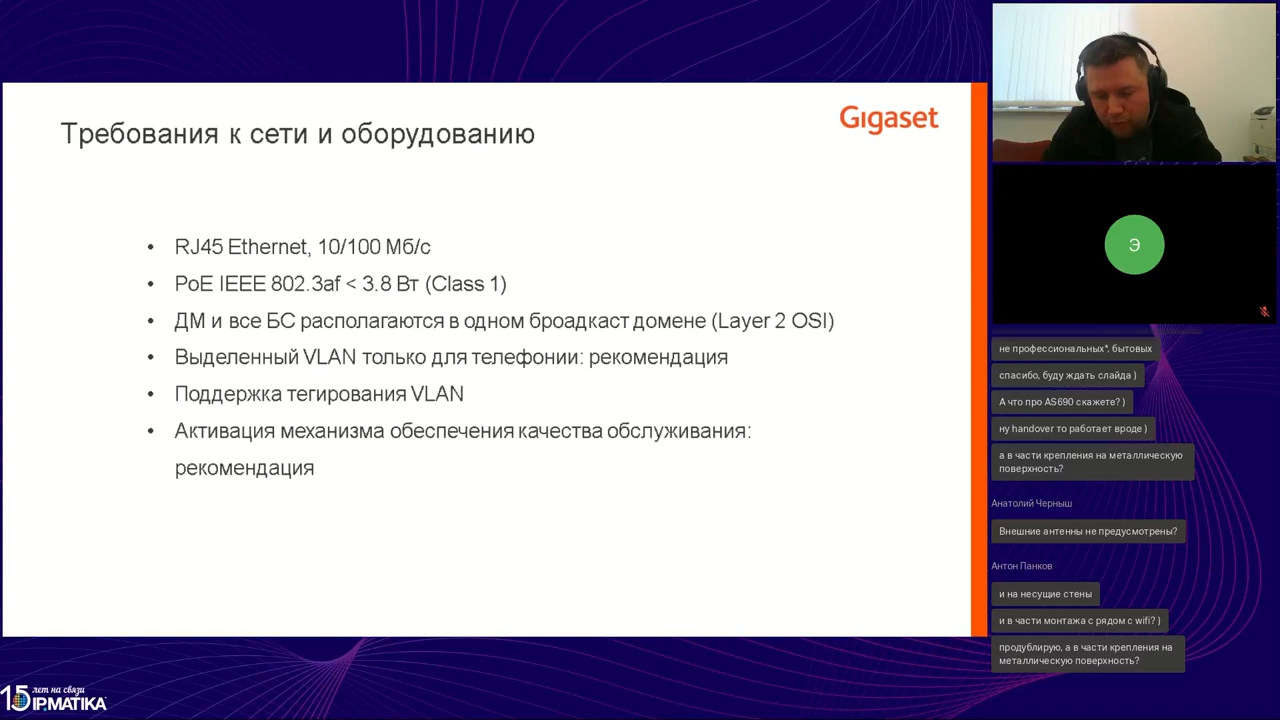 Требования к сети и оборудованию
Gigaset
• RJ45 Ethernet, 10/100 Мб/с
• PoE IEEE 802.3af < 3.8 Вт (Class 1)
• ДМ и все БС располагаются в одном броадкаст домене (Layer 2 OSI)
• Выделенный VLAN только для телефонии: рекомендация
• Поддержка тегирования VLAN
• Активация механизма обеспечения качества обслуживания:
рекомендация
Э
не профессиональных*, бытовых
спасибо, буду ждать слайда )
А что про AS690 скажете? )
ну handover то работает вроде )
а в части крепления на металлическую
поверхность?
Анатолий Черныш
Внешние антенны не предусмотрены?
Антон Панков
и на несущие стены
и в части монтажа с рядом с wifi? )
продублирую, а в части крепления на
металлическую поверхность?
15 лет на связи
IPMATIKA